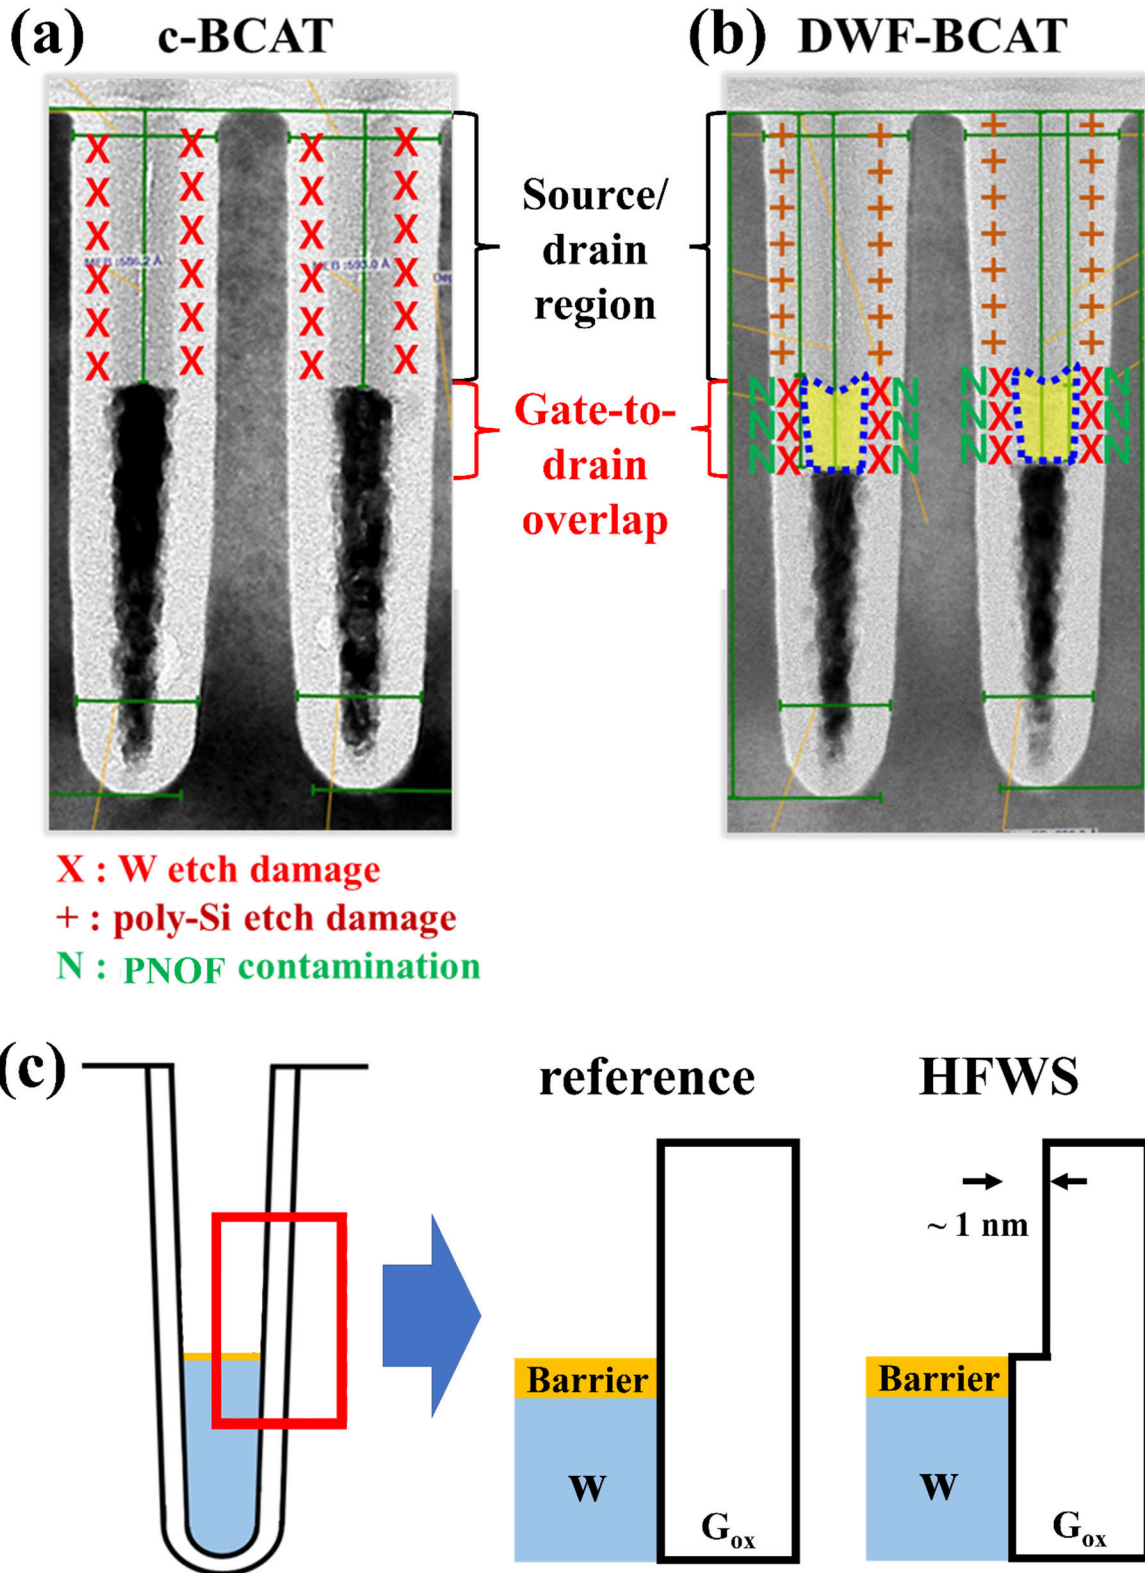 (a) c-BCAT
(b) DWF-BCAT
X X X X
X X X X
X X X X
X X X X
X X X X
X X X X
Source/
drain
region
Gate-to-
drain
overlap
+ + + +
+ + + +
+ + + +
+ + + +
+ + + +
+ + + +
N X X N N X X N
N X X N N X X N
N X X N N X X N
X : W etch damage
+ : poly-Si etch damage
N : PNOF contamination
(c)
reference
HFWS
~ 1 nm
Barrier
Barrier
W
W
Gox
Gox